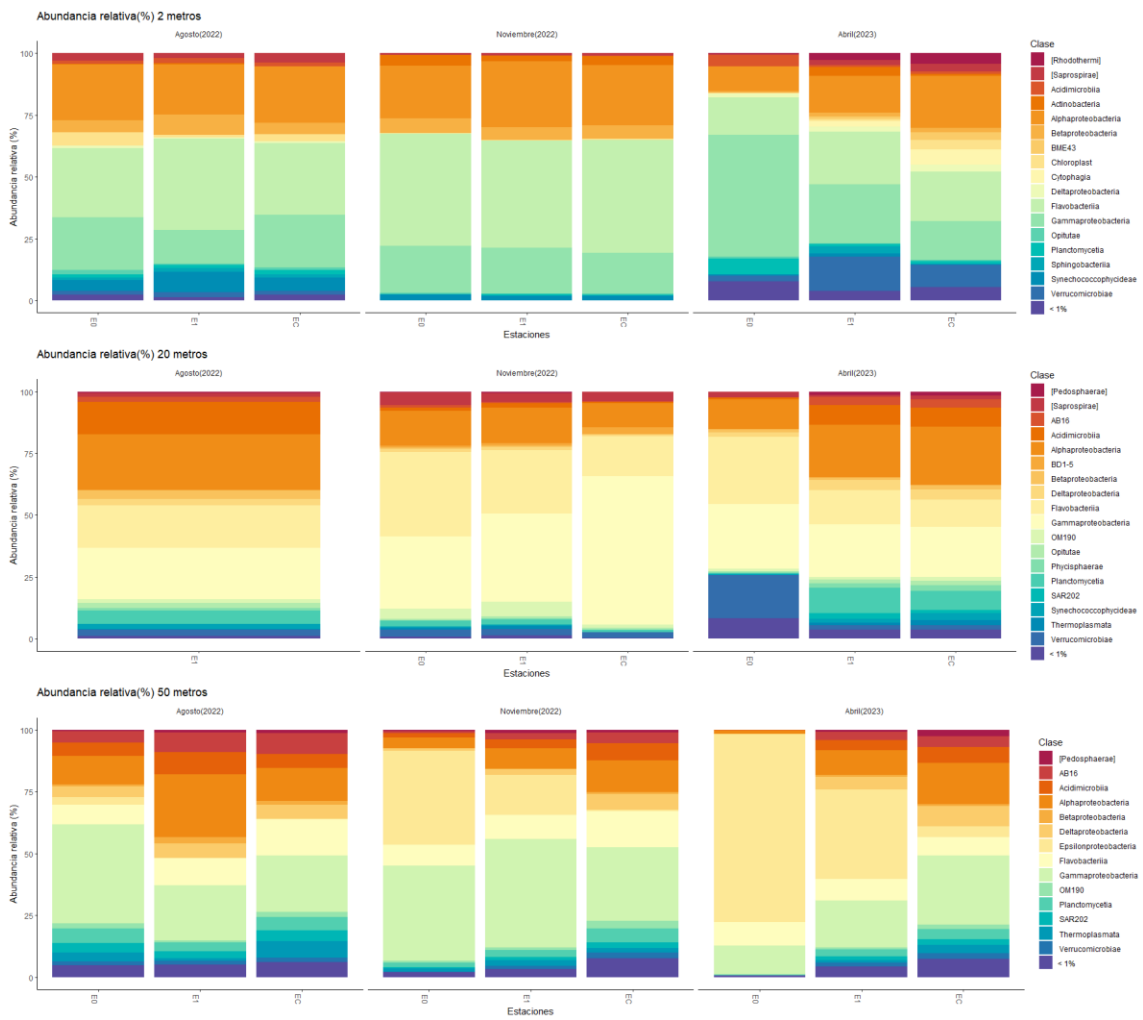 Abundancia relativa(%) 2 metros
Agosto(2022)
Noviembre(2022)
Abril(2023)
Abundancia relativa (%)
100
75
50
25
0
E0
E1
EC
E0
E1
EC
E0
E1
EC
Estaciones
Clase
[Rhodothermi]
[Saprospirae]
Acidimicrobiia
Actinobacteria
Alphaproteobacteria
Betaproteobacteria
BME43
Chloroplast
Cytophagia
Deltaproteobacteria
Flavobacteriia
Gammaproteobacteria
Opitutae
Planctomycetia
Sphingobacteriia
Synechococcophycideae
Verrucomicrobiae
< 1%
Abundancia relativa(%) 20 metros
Agosto(2022)
Noviembre(2022)
Abril(2023)
Abundancia relativa (%)
100
75
50
25
0
E1
E0
E1
EC
E0
E1
EC
Estaciones
Clase
[Pedosphaerae]
[Saprospirae]
AB16
Acidimicrobiia
Alphaproteobacteria
BD1-5
Betaproteobacteria
Deltaproteobacteria
Flavobacteriia
Gammaproteobacteria
OM190
Opitutae
Phycisphaerae
Planctomycetia
SAR202
Synechococcophycideae
Thermoplasmata
Verrucomicrobiae
< 1%
Abundancia relativa(%) 50 metros
Agosto(2022)
Noviembre(2022)
Abril(2023)
Abundancia relativa (%)
100
75
50
25
0
E0
E1
EC
E0
E1
EC
E0
E1
EC
Estaciones
Clase
[Pedosphaerae]
AB16
Acidimicrobiia
Alphaproteobacteria
Betaproteobacteria
Deltaproteobacteria
Epsilonproteobacteria
Flavobacteriia
Gammaproteobacteria
OM190
Planctomycetia
SAR202
Thermoplasmata
Verrucomicrobiae
< 1%